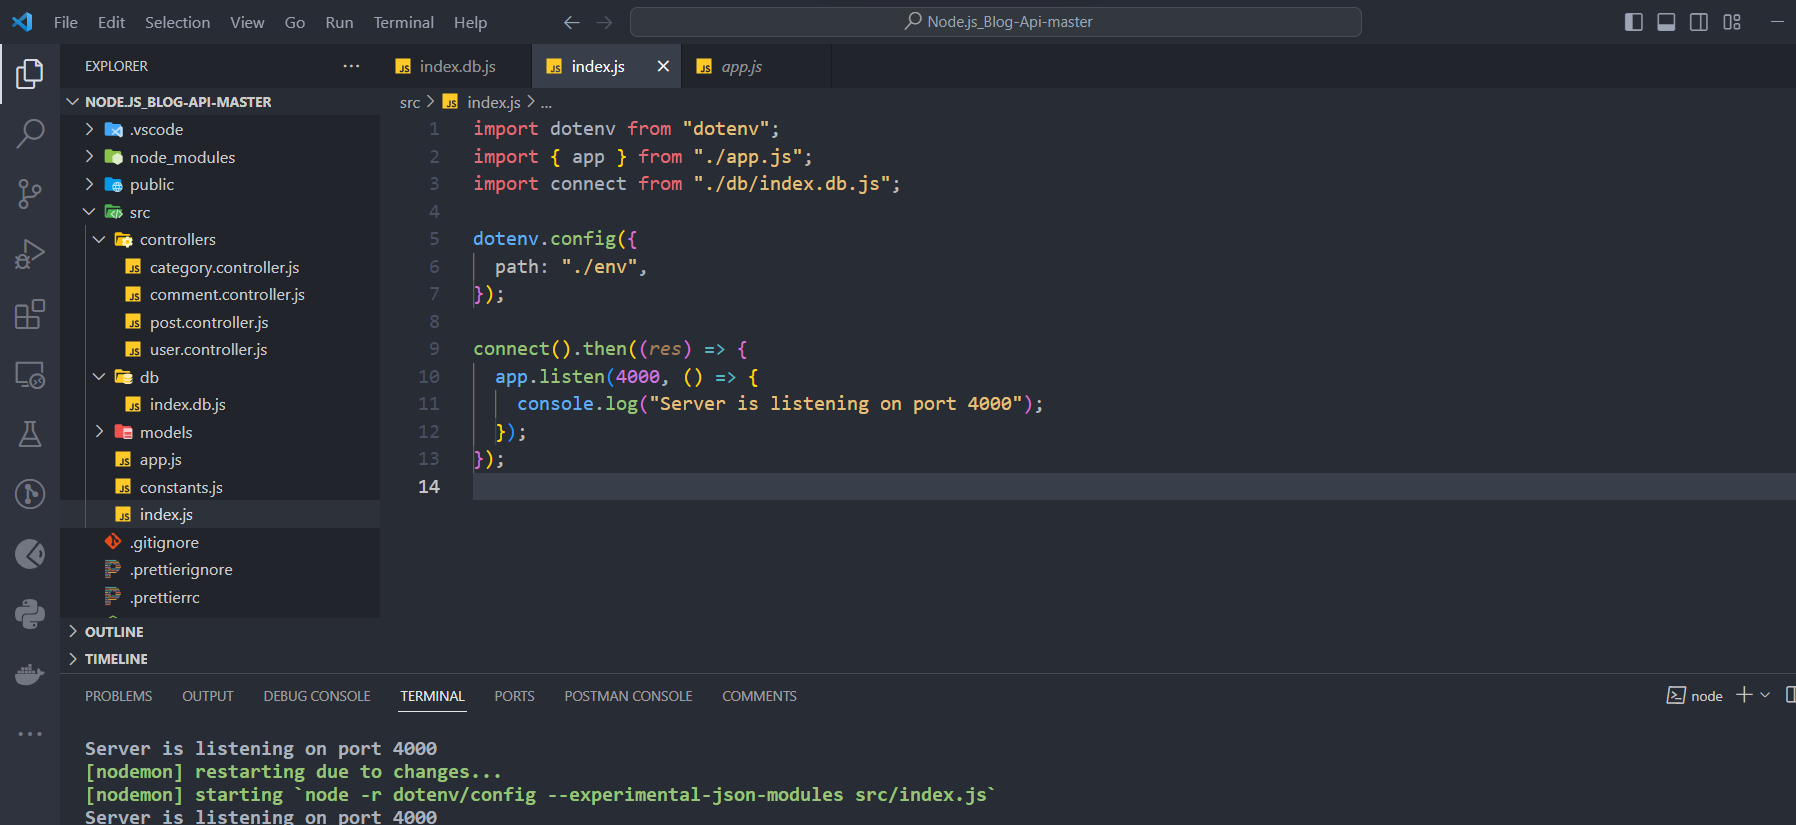 File Edit Selection View Go Run Terminal Help
Node.js_Blog-Api-master
EXPLORER
index.db.js
index.js
app.js
NODE.JS_BLOG-API-MASTER
.vscode
node_modules
public
src
controllers
category.controller.js
comment.controller.js
post.controller.js
user.controller.js
db
index.db.js
models
app.js
constants.js
index.js
.gitignore
.prettierignore
.prettierrc
OUTLINE
TIMELINE
src > JS index.js > ...
1 import dotenv from "dotenv";
2 import { app } from "./app.js";
3 import connect from "./db/index.db.js";
4
5 dotenv.config({
6 path: "./env",
7 });
8
9 connect().then((res) => {
10 app.listen(4000, () => {
11 console.log("Server is listening on port 4000");
12 });
13 });
14
PROBLEMS OUTPUT DEBUG CONSOLE TERMINAL PORTS POSTMAN CONSOLE COMMENTS
node
Server is listening on port 4000
[nodemon] restarting due to changes...
[nodemon] starting `node -r dotenv/config --experimental-json-modules src/index.js`
Server is listening on port 4000